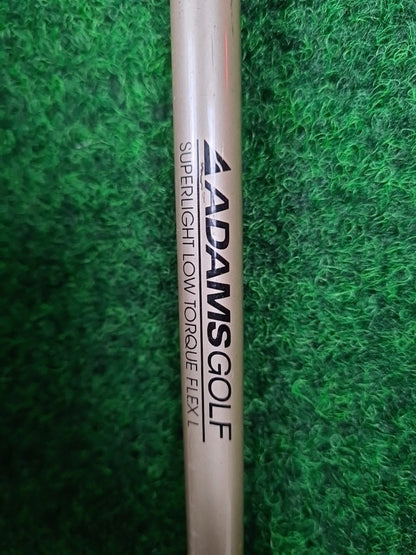 ADAMSGOLF
SUPERLIGHT LOW TORQUE FLEX L